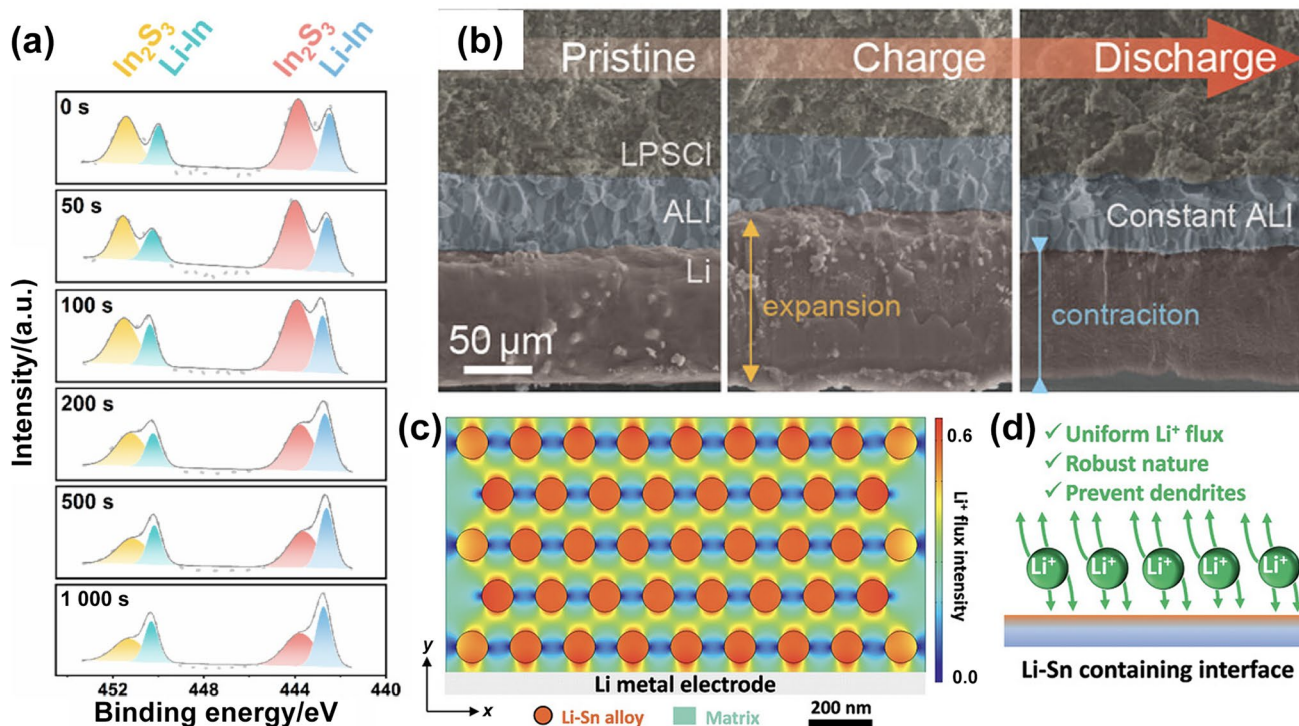 (a)
In₂S₃
Li-In
In₂S₃
Li-In
0 s
50 s
100 s
200 s
500 s
1 000 s
Intensity/(a.u.)
452
448
444
440
Binding energy/eV
(b)
Pristine
Charge
Discharge
LPSCl
ALI
Li
50 µm
expansion
Constant ALI
contraciton
(c)
0.6
Li⁺ flux intensity
0.0
y
x
Li metal electrode
Li-Sn alloy
Matrix
200 nm
(d)
✓ Uniform Li⁺ flux
✓ Robust nature
✓ Prevent dendrites
Li⁺ Li⁺ Li⁺ Li⁺ Li⁺
Li-Sn containing interface